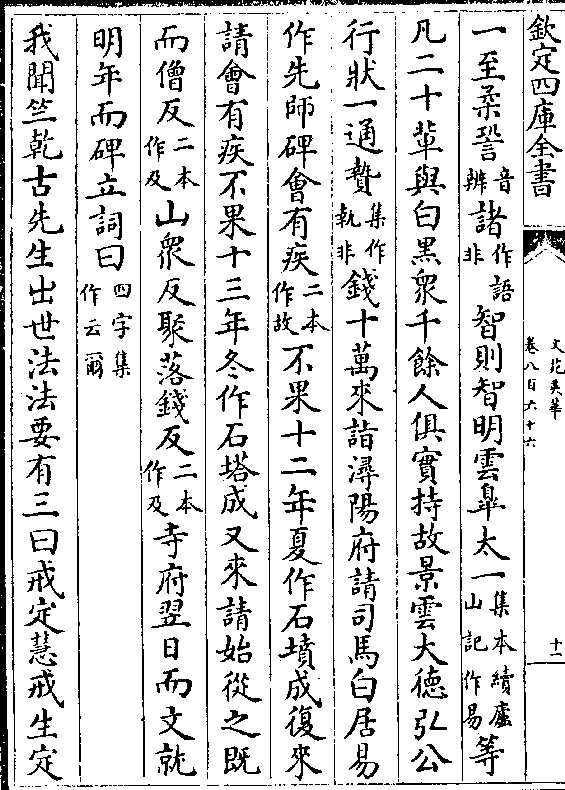 欽定四庫全書
文苑英華
卷八百六十六
十二
一至柔詧音辨諸作語非智則智明雲臯太一集本續廬山記作易等
凡二十輩與白黑衆千餘人俱實持故景雲大德弘公
行狀一通贄集作執非錢十萬來詣潯陽府請司馬白居易
作先師碑會有疾二本作故不果十二年夏作石墳成復來
請會有疾不果十三年冬作石塔成又來請始從之既
而僧反二本作及山衆反聚落錢反二本作及寺府翌日而文就
明年而碑立詞曰四字集作云爾
我聞竺乾古先生出世法法要有三曰戒定慧戒生定